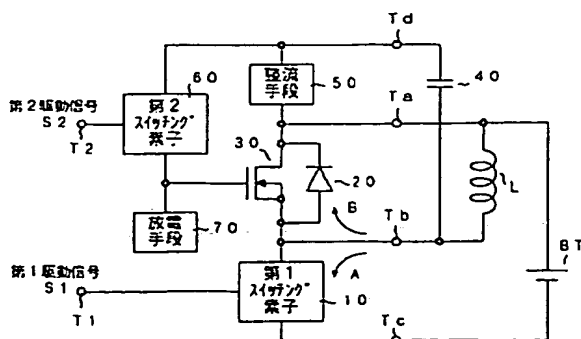 Td
60
整流
手段
50
40
第2駆動信号
S2
T2
第2
スイッチング
素子
Ta
30
20
L
放電
手段
70
B
Tb
BT
第1駆動信号
S1
T1
第1
スイッチング
素子
A
10
Tc